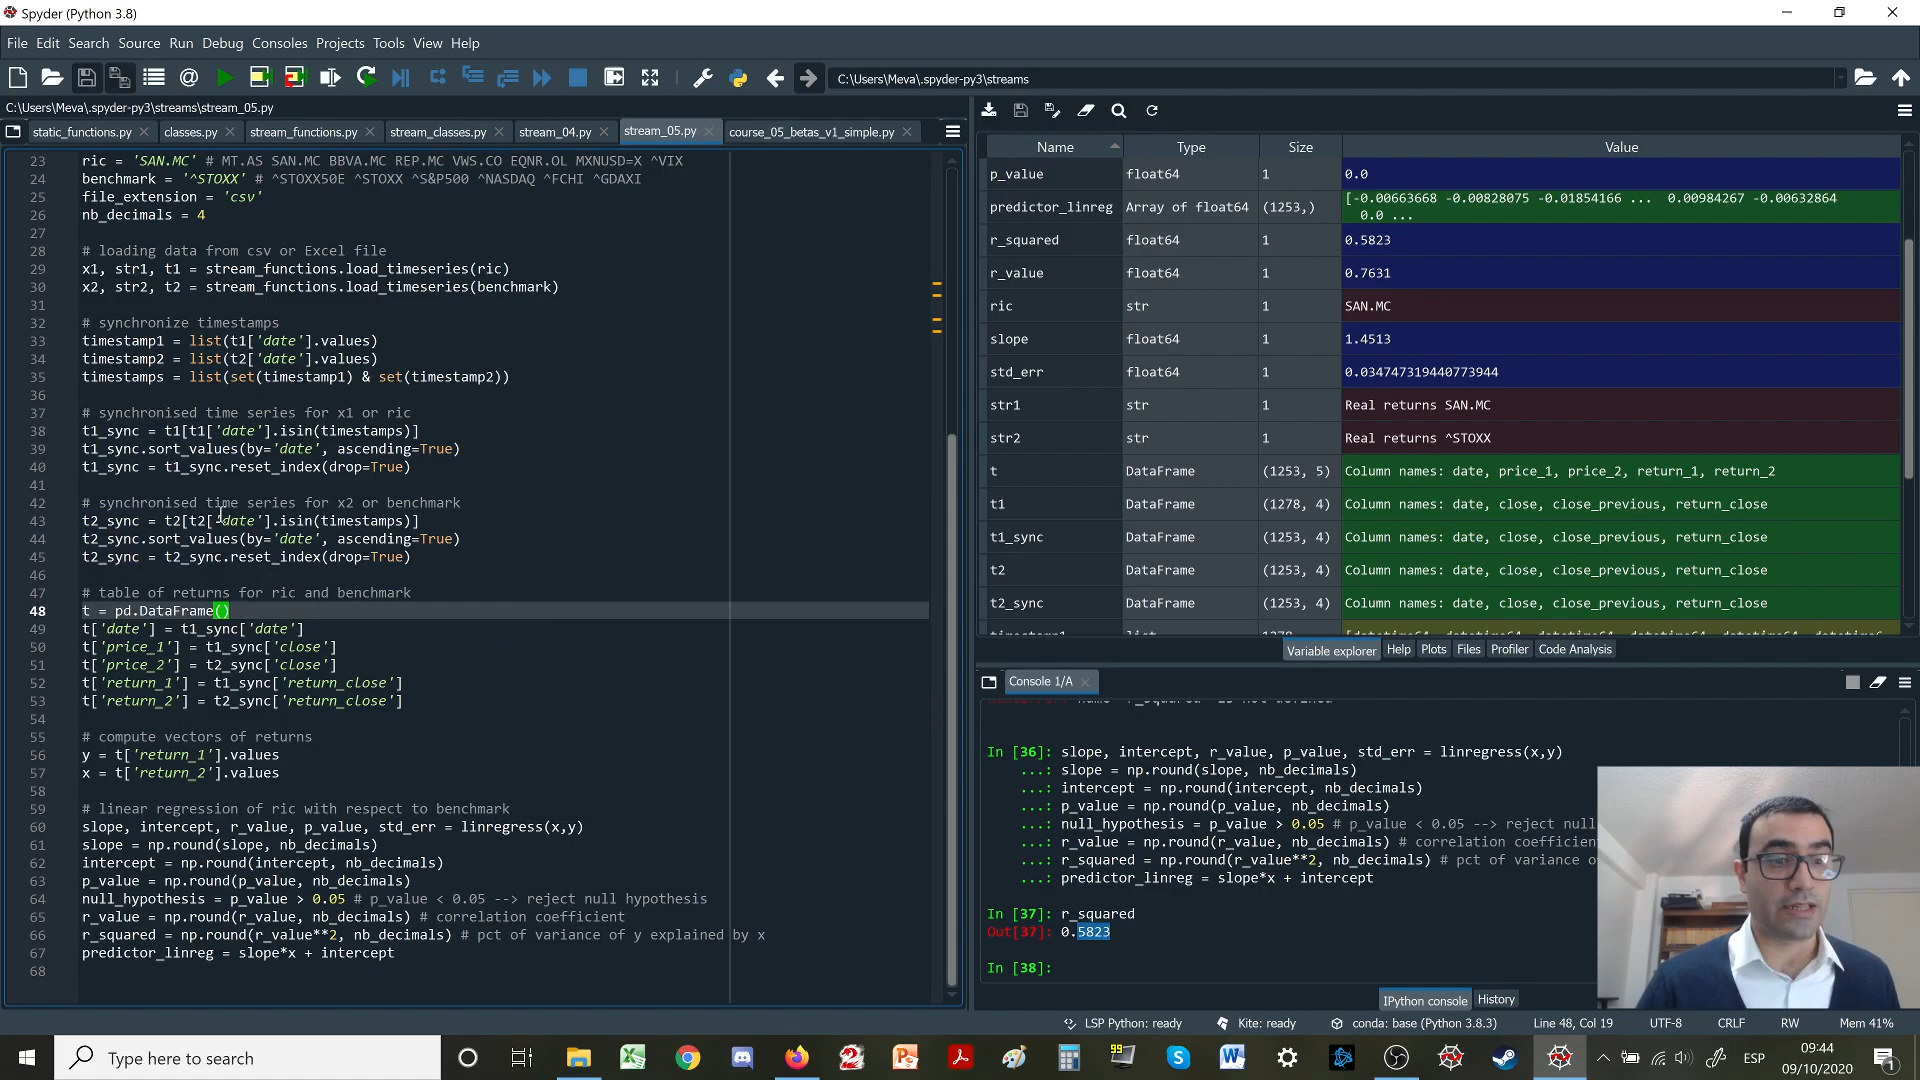 Spyder (Python 3.8)
File Edit Search Source Run Debug Consoles Projects Tools View Help
C:\Users\Meva\.spyder-py3\streams
C:\Users\Meva\.spyder-py3\streams\stream_05.py
static_functions.py classes.py stream_functions.py stream_classes.py stream_04.py stream_05.py course_05_betas_v1_simple.py
23 ric = 'SAN.MC' # MT.AS SAN.MC BBVA.MC REP.MC VWS.CO EQNR.OL MXNUSD=X ^VIX
24 benchmark = '^STOXX' # ^STOXX50E ^STOXX ^S&P500 ^NASDAQ ^FCHI ^GDAXI
25 file_extension = 'csv'
26 nb_decimals = 4
27
28 # loading data from csv or Excel file
29 x1, str1, t1 = stream_functions.load_timeseries(ric)
30 x2, str2, t2 = stream_functions.load_timeseries(benchmark)
31
32 # synchronize timestamps
33 timestamp1 = list(t1['date'].values)
34 timestamp2 = list(t2['date'].values)
35 timestamps = list(set(timestamp1) & set(timestamp2))
36
37 # synchronised time series for x1 or ric
38 t1_sync = t1[t1['date'].isin(timestamps)]
39 t1_sync.sort_values(by='date', ascending=True)
40 t1_sync = t1_sync.reset_index(drop=True)
41
42 # synchronised time series for x2 or benchmark
43 t2_sync = t2[t2['date'].isin(timestamps)]
44 t2_sync.sort_values(by='date', ascending=True)
45 t2_sync = t2_sync.reset_index(drop=True)
46
47 # table of returns for ric and benchmark
48 t = pd.DataFrame()
49 t['date'] = t1_sync['date']
50 t['price_1'] = t1_sync['close']
51 t['price_2'] = t2_sync['close']
52 t['return_1'] = t1_sync['return_close']
53 t['return_2'] = t2_sync['return_close']
54
55 # compute vectors of returns
56 y = t['return_1'].values
57 x = t['return_2'].values
58
59 # linear regression of ric with respect to benchmark
60 slope, intercept, r_value, p_value, std_err = linregress(x,y)
61 slope = np.round(slope, nb_decimals)
62 intercept = np.round(intercept, nb_decimals)
63 p_value = np.round(p_value, nb_decimals)
64 null_hypothesis = p_value > 0.05 # p_value < 0.05 --> reject null hypothesis
65 r_value = np.round(r_value, nb_decimals) # correlation coefficient
66 r_squared = np.round(r_value**2, nb_decimals) # pct of variance of y explained by x
67 predictor_linreg = slope*x + intercept
68
Name Type Size Value
p_value float64 1 0.0
predictor_linreg Array of float64 (1253,) [-0.00663668 -0.00828075 -0.01854166 ... 0.00984267 -0.00632864
0.0 ...
r_squared float64 1 0.5823
r_value float64 1 0.7631
ric str 1 SAN.MC
slope float64 1 1.4513
std_err float64 1 0.034747319440773944
str1 str 1 Real returns SAN.MC
str2 str 1 Real returns ^STOXX
t DataFrame (1253, 5) Column names: date, price_1, price_2, return_1, return_2
t1 DataFrame (1278, 4) Column names: date, close, close_previous, return_close
t1_sync DataFrame (1253, 4) Column names: date, close, close_previous, return_close
t2 DataFrame (1253, 4) Column names: date, close, close_previous, return_close
t2_sync DataFrame (1253, 4) Column names: date, close, close_previous, return_close
Variable explorer Help Plots Files Profiler Code Analysis
Console 1/A
In [36]: slope, intercept, r_value, p_value, std_err = linregress(x,y)
...: slope = np.round(slope, nb_decimals)
...: intercept = np.round(intercept, nb_decimals)
...: p_value = np.round(p_value, nb_decimals)
...: null_hypothesis = p_value > 0.05 # p_value < 0.05 --> reject null
...: r_value = np.round(r_value, nb_decimals) # correlation coefficien
...: r_squared = np.round(r_value**2, nb_decimals) # pct of variance o
...: predictor_linreg = slope*x + intercept
In [37]: r_squared
Out[37]: 0.5823
In [38]:
IPython console History
LSP Python: ready Kite: ready conda: base (Python 3.8.3) Line 48, Col 19 UTF-8 CRLF RW Mem 41%
Type here to search
99
ESP
09:44
09/10/2020
1